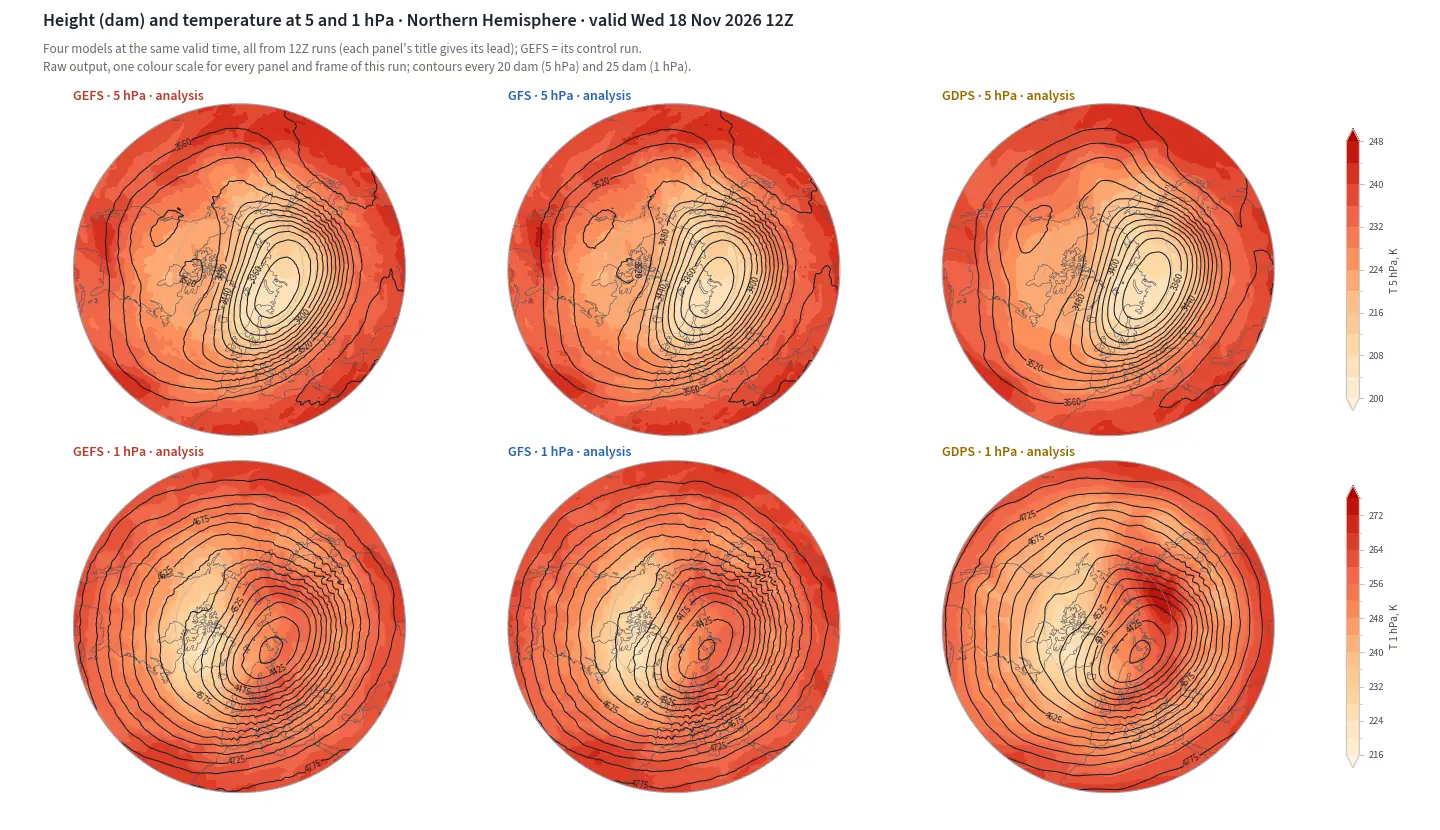 Height (dam) and temperature at 5 and 1 hPa · Northern Hemisphere · valid Wed 18 Nov 2026 12Z
Four models at the same valid time, all from 12Z runs (each panel's title gives its lead); GEFS = its control run.
Raw output, one colour scale for every panel and frame of this run; contours every 20 dam (5 hPa) and 25 dam (1 hPa).
GEFS · 5 hPa · analysis
GFS · 5 hPa · analysis
GDPS · 5 hPa · analysis
248
240
232
224
216
208
200
T 5 hPa, K
GEFS · 1 hPa · analysis
GFS · 1 hPa · analysis
GDPS · 1 hPa · analysis
272
264
256
248
240
232
224
216
T 1 hPa, K